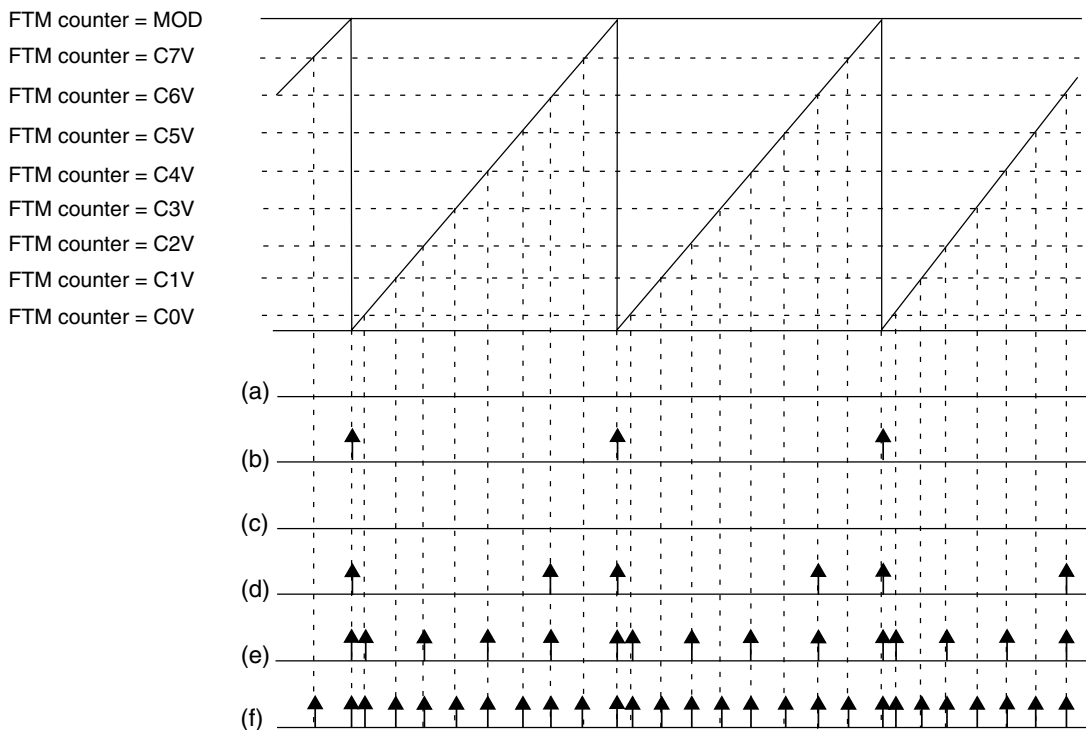 FTM counter = MOD
FTM counter = C7V
FTM counter = C6V
FTM counter = C5V
FTM counter = C4V
FTM counter = C3V
FTM counter = C2V
FTM counter = C1V
FTM counter = C0V
(a)
(b)
(c)
(d)
(e)
(f)